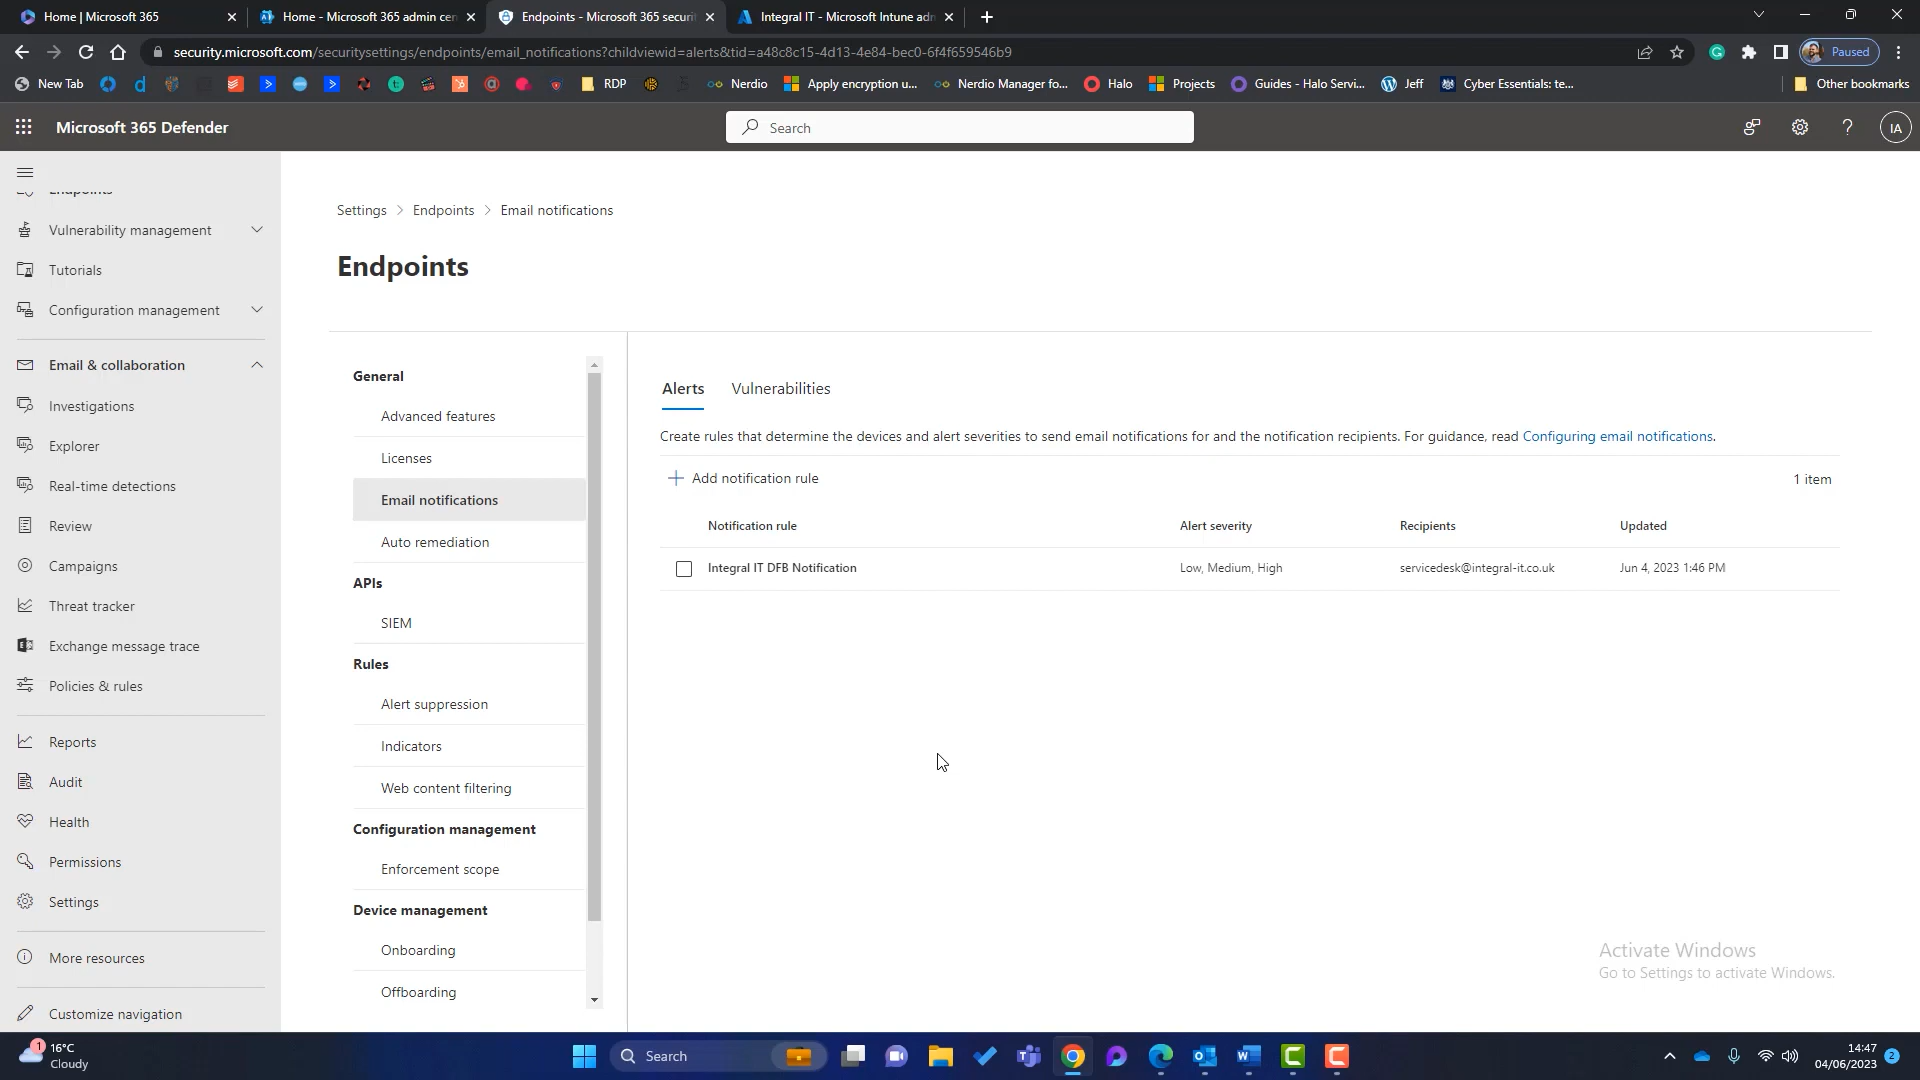 Home | Microsoft 365
Home - Microsoft 365 admin cen
Endpoints - Microsoft 365 securi
Integral IT - Microsoft Intune adn
security.microsoft.com/securitysettings/endpoints/email_notifications?childviewid=alerts&tid=a48c8c15-4d13-4e84-bec0-6f4f659546b9
Paused
New Tab
RDP
Nerdio
Apply encryption u...
Nerdio Manager fo...
Halo
Projects
Guides - Halo Servi...
Jeff
Cyber Essentials: te...
Other bookmarks
Microsoft 365 Defender
Search
IA
Endpoints
Vulnerability management
Tutorials
Configuration management
Email & collaboration
Investigations
Explorer
Real-time detections
Review
Campaigns
Threat tracker
Exchange message trace
Policies & rules
Reports
Audit
Health
Permissions
Settings
More resources
Customize navigation
Settings > Endpoints > Email notifications
Endpoints
General
Advanced features
Licenses
Email notifications
Auto remediation
APIs
SIEM
Rules
Alert suppression
Indicators
Web content filtering
Configuration management
Enforcement scope
Device management
Onboarding
Offboarding
Alerts
Vulnerabilities
Create rules that determine the devices and alert severities to send email notifications for and the notification recipients. For guidance, read Configuring email notifications.
Add notification rule
1 item
Notification rule
Alert severity
Recipients
Updated
Integral IT DFB Notification
Low, Medium, High
servicedesk@integral-it.co.uk
Jun 4, 2023 1:46 PM
Activate Windows
Go to Settings to activate Windows.
1
16°C
Cloudy
Search
14:47
04/06/2023
2